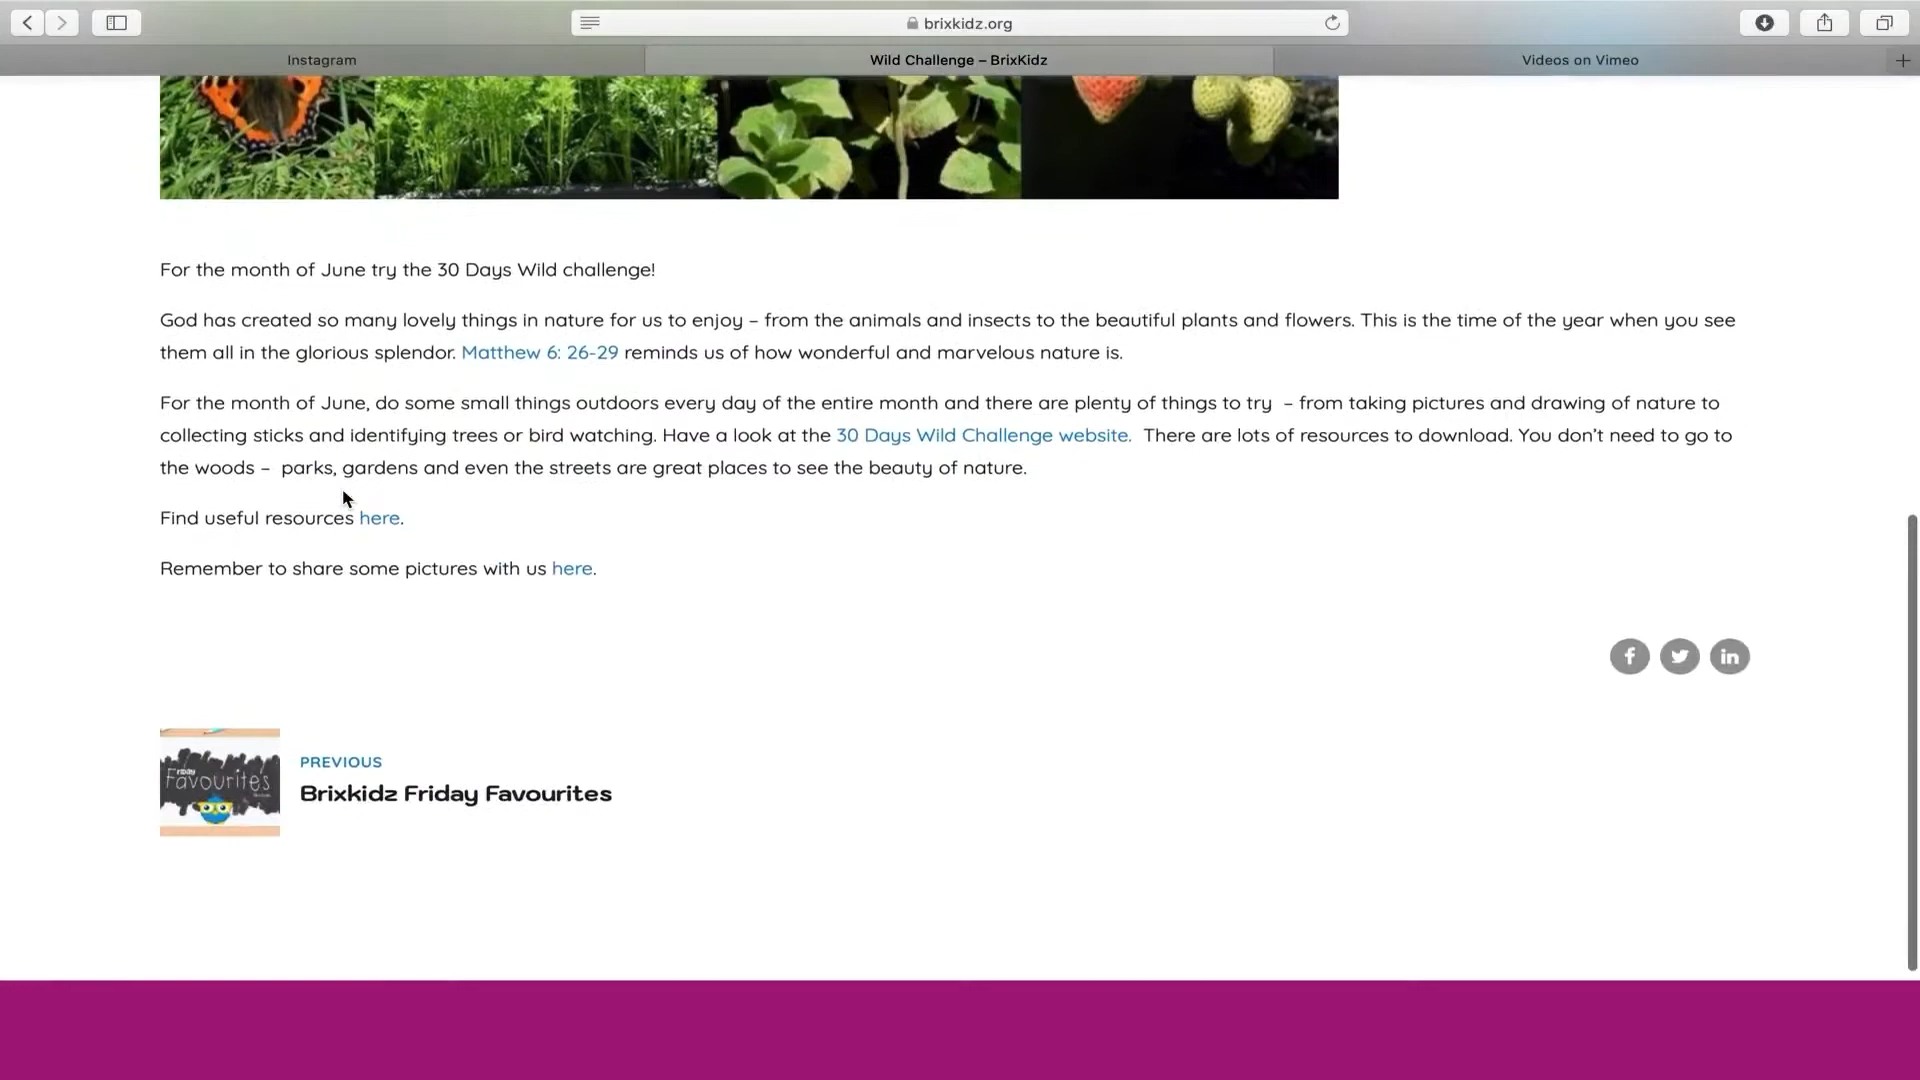 brixkidz.org
Instagram
Wild Challenge – BrixKidz
Videos on Vimeo
For the month of June try the 30 Days Wild challenge!
God has created so many lovely things in nature for us to enjoy – from the animals and insects to the beautiful plants and flowers. This is the time of the year when you see
them all in the glorious splendor. Matthew 6: 26-29 reminds us of how wonderful and marvelous nature is.
For the month of June, do some small things outdoors every day of the entire month and there are plenty of things to try – from taking pictures and drawing of nature to
collecting sticks and identifying trees or bird watching. Have a look at the 30 Days Wild Challenge website. There are lots of resources to download. You don't need to go to
the woods – parks, gardens and even the streets are great places to see the beauty of nature.
Find useful resources here.
Remember to share some pictures with us here.
PREVIOUS
Friday
Favourites
Brixkidz Friday Favourites